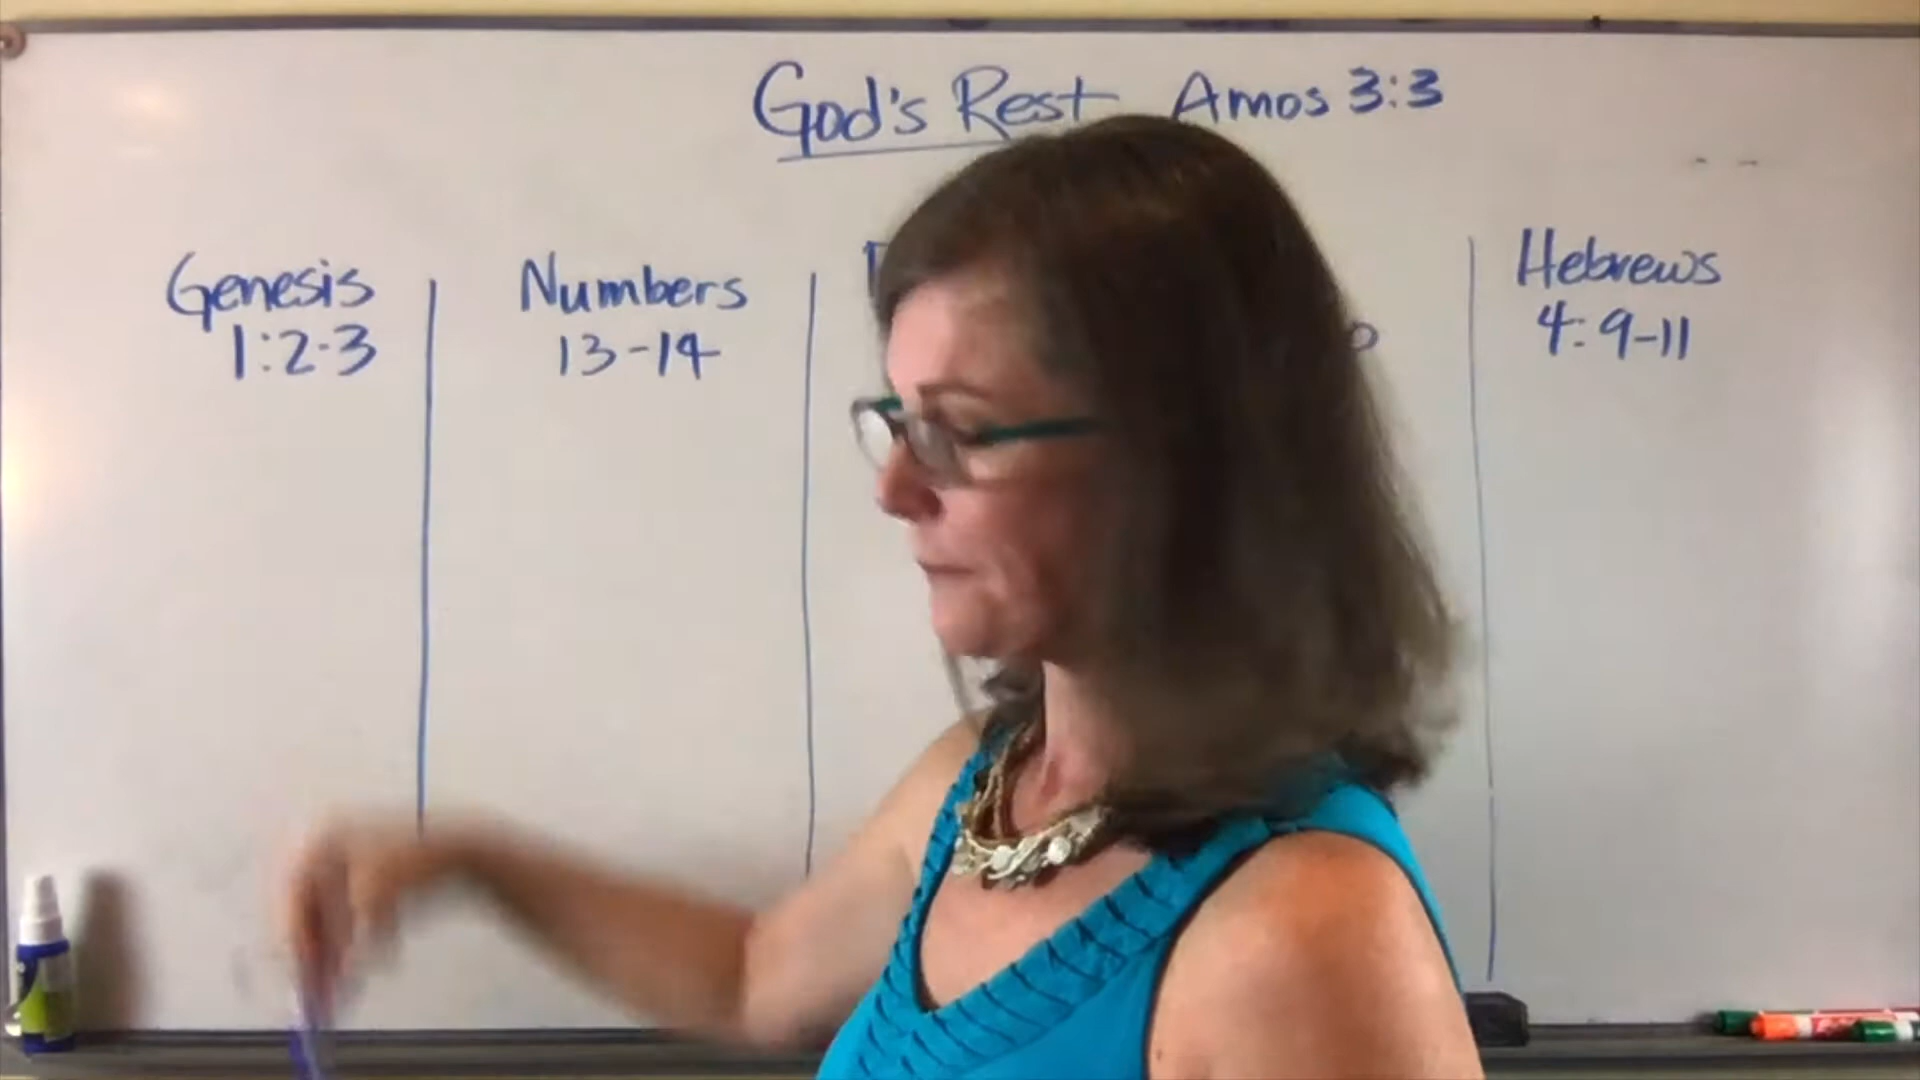 God's Rest Amos 3:3
Genesis
1:2-3
Numbers
13-14
Hebrews
4:9-11